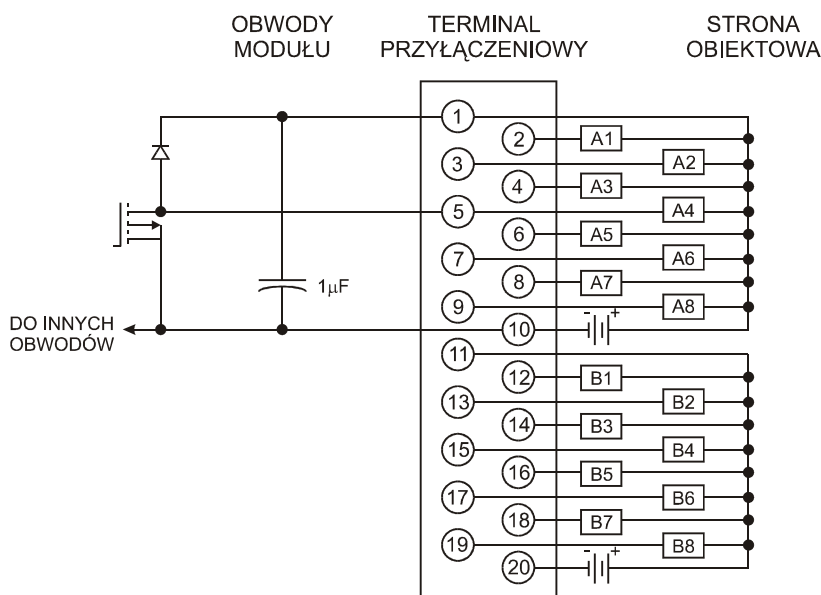 OBWODY
MODUŁU
TERMINAL
PRZYŁĄCZENIOWY
STRONA
OBIEKTOWA
1
2 A1
3 A2
4 A3
5 A4
6 A5
7 A6
8 A7
1µF
9 A8
DO INNYCH
OBWODÓW
10 - +
11
12 B1
13 B2
14 B3
15 B4
16 B5
17 B6
18 B7
19 B8
20 - +